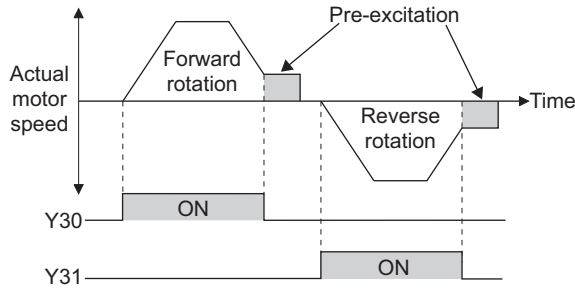 Pre-excitation
Forward
rotation
Actual
motor
speed
Time
Reverse
rotation
Y30
ON
Y31
ON